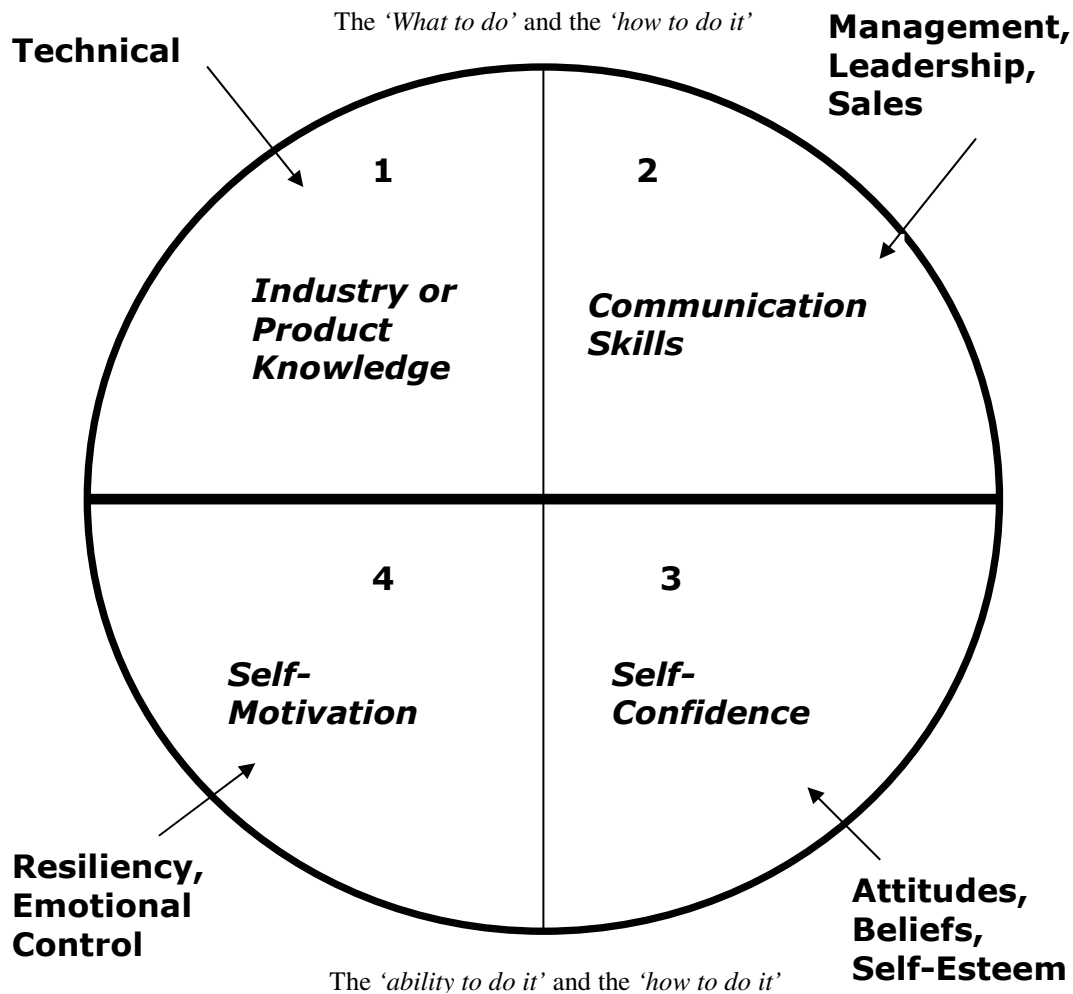 The ‘What to do’ and the ‘how to do it’
Technical
Management,
Leadership,
Sales
1
2
Industry or
Product
Knowledge
Communication
Skills
4
3
Self-
Motivation
Self-
Confidence
Resiliency,
Emotional
Control
Attitudes,
Beliefs,
Self-Esteem
The ‘ability to do it’ and the ‘how to do it’